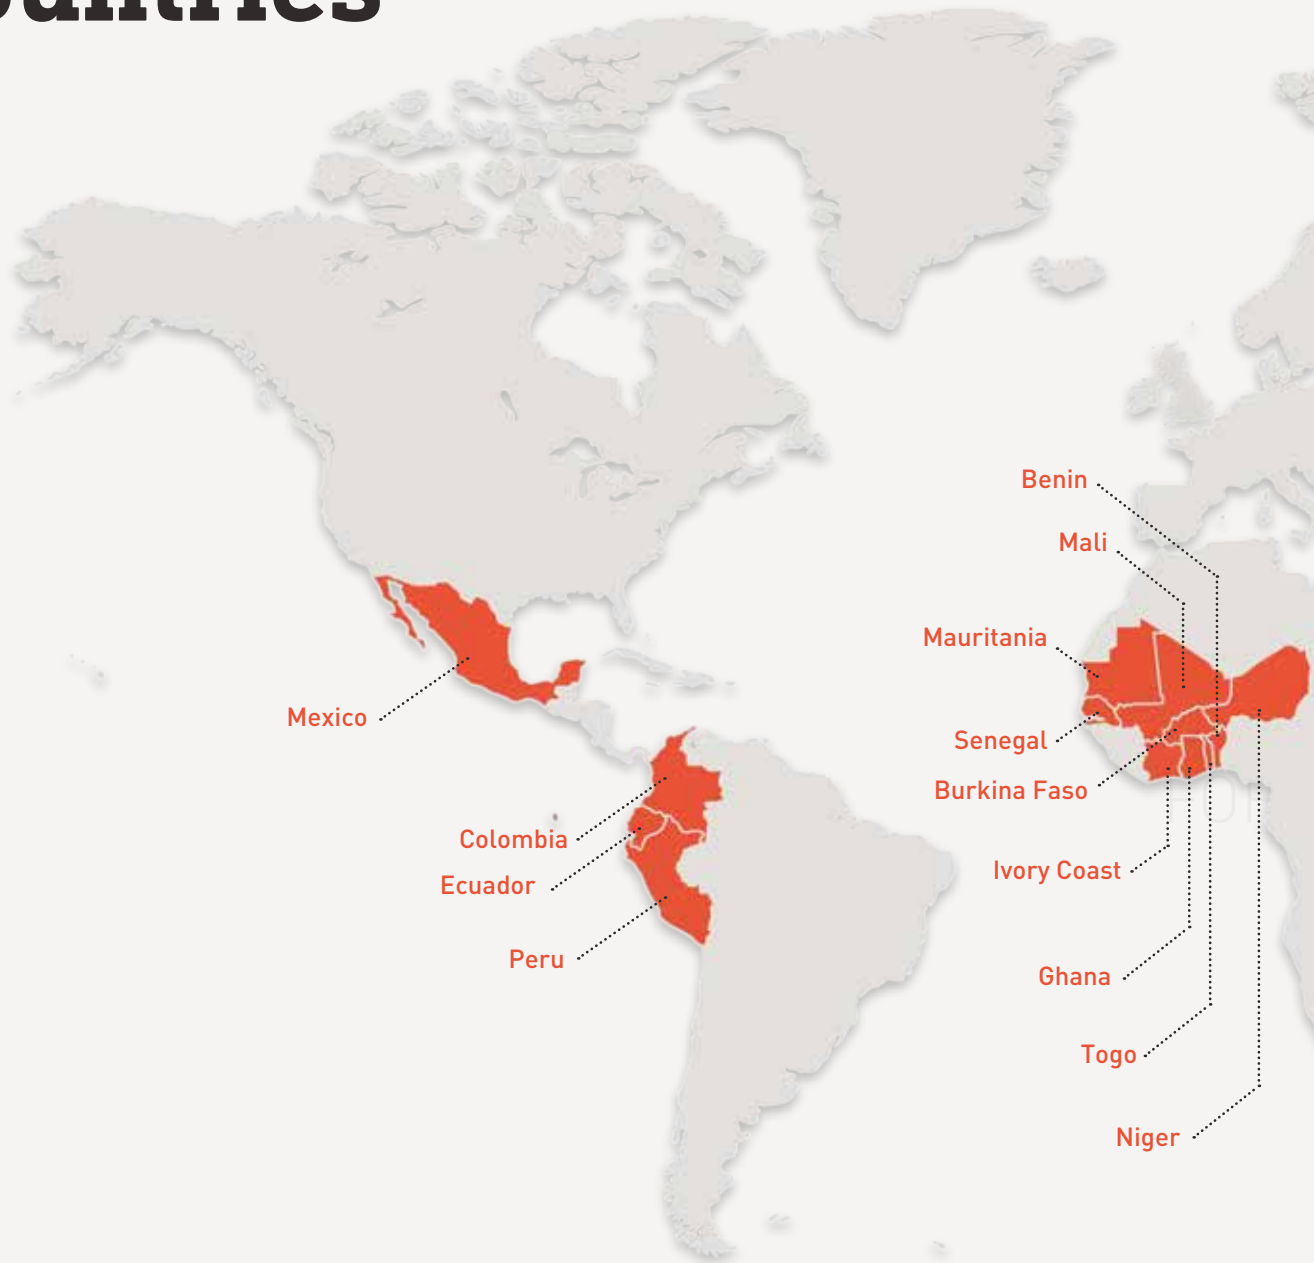 Benin
Mali
Mauritania
Mexico
Senegal
Burkina Faso
Colombia
Ivory Coast
Ecuador
Peru
Ghana
Togo
Niger